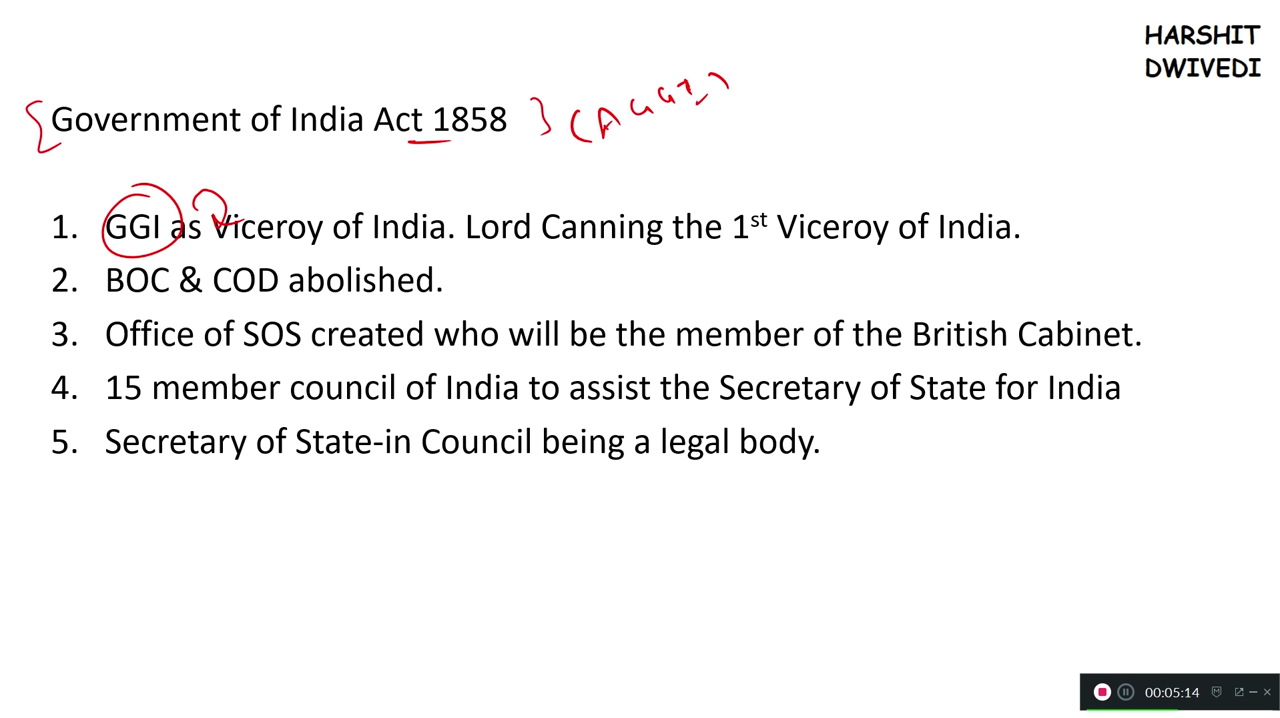 HARSHIT
DWIVEDI
{Government of India Act 1858} (AGGI)
1. GGI as Viceroy of India. Lord Canning the 1st Viceroy of India.
2. BOC & COD abolished.
3. Office of SOS created who will be the member of the British Cabinet.
4. 15 member council of India to assist the Secretary of State for India
5. Secretary of State-in Council being a legal body.
00:05:14